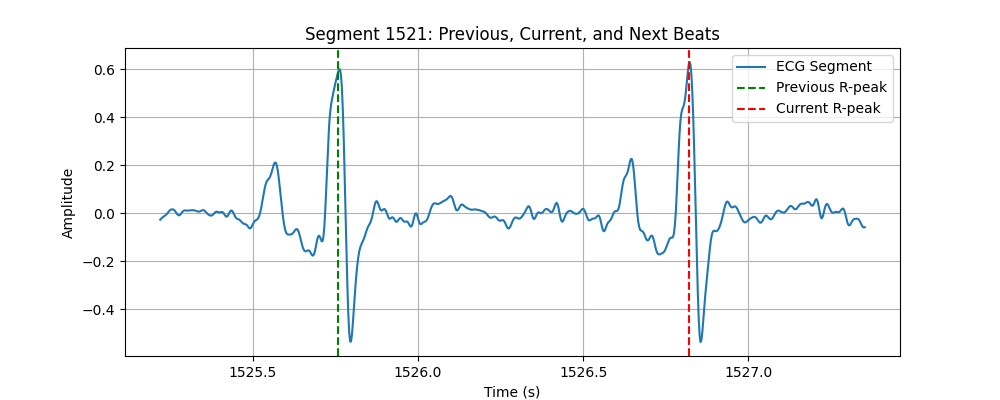 Segment 1521: Previous, Current, and Next Beats
ECG Segment
Previous R-peak
Current R-peak
Amplitude
0.6
0.4
0.2
0.0
−0.2
−0.4
1525.5
1526.0
1526.5
1527.0
Time (s)